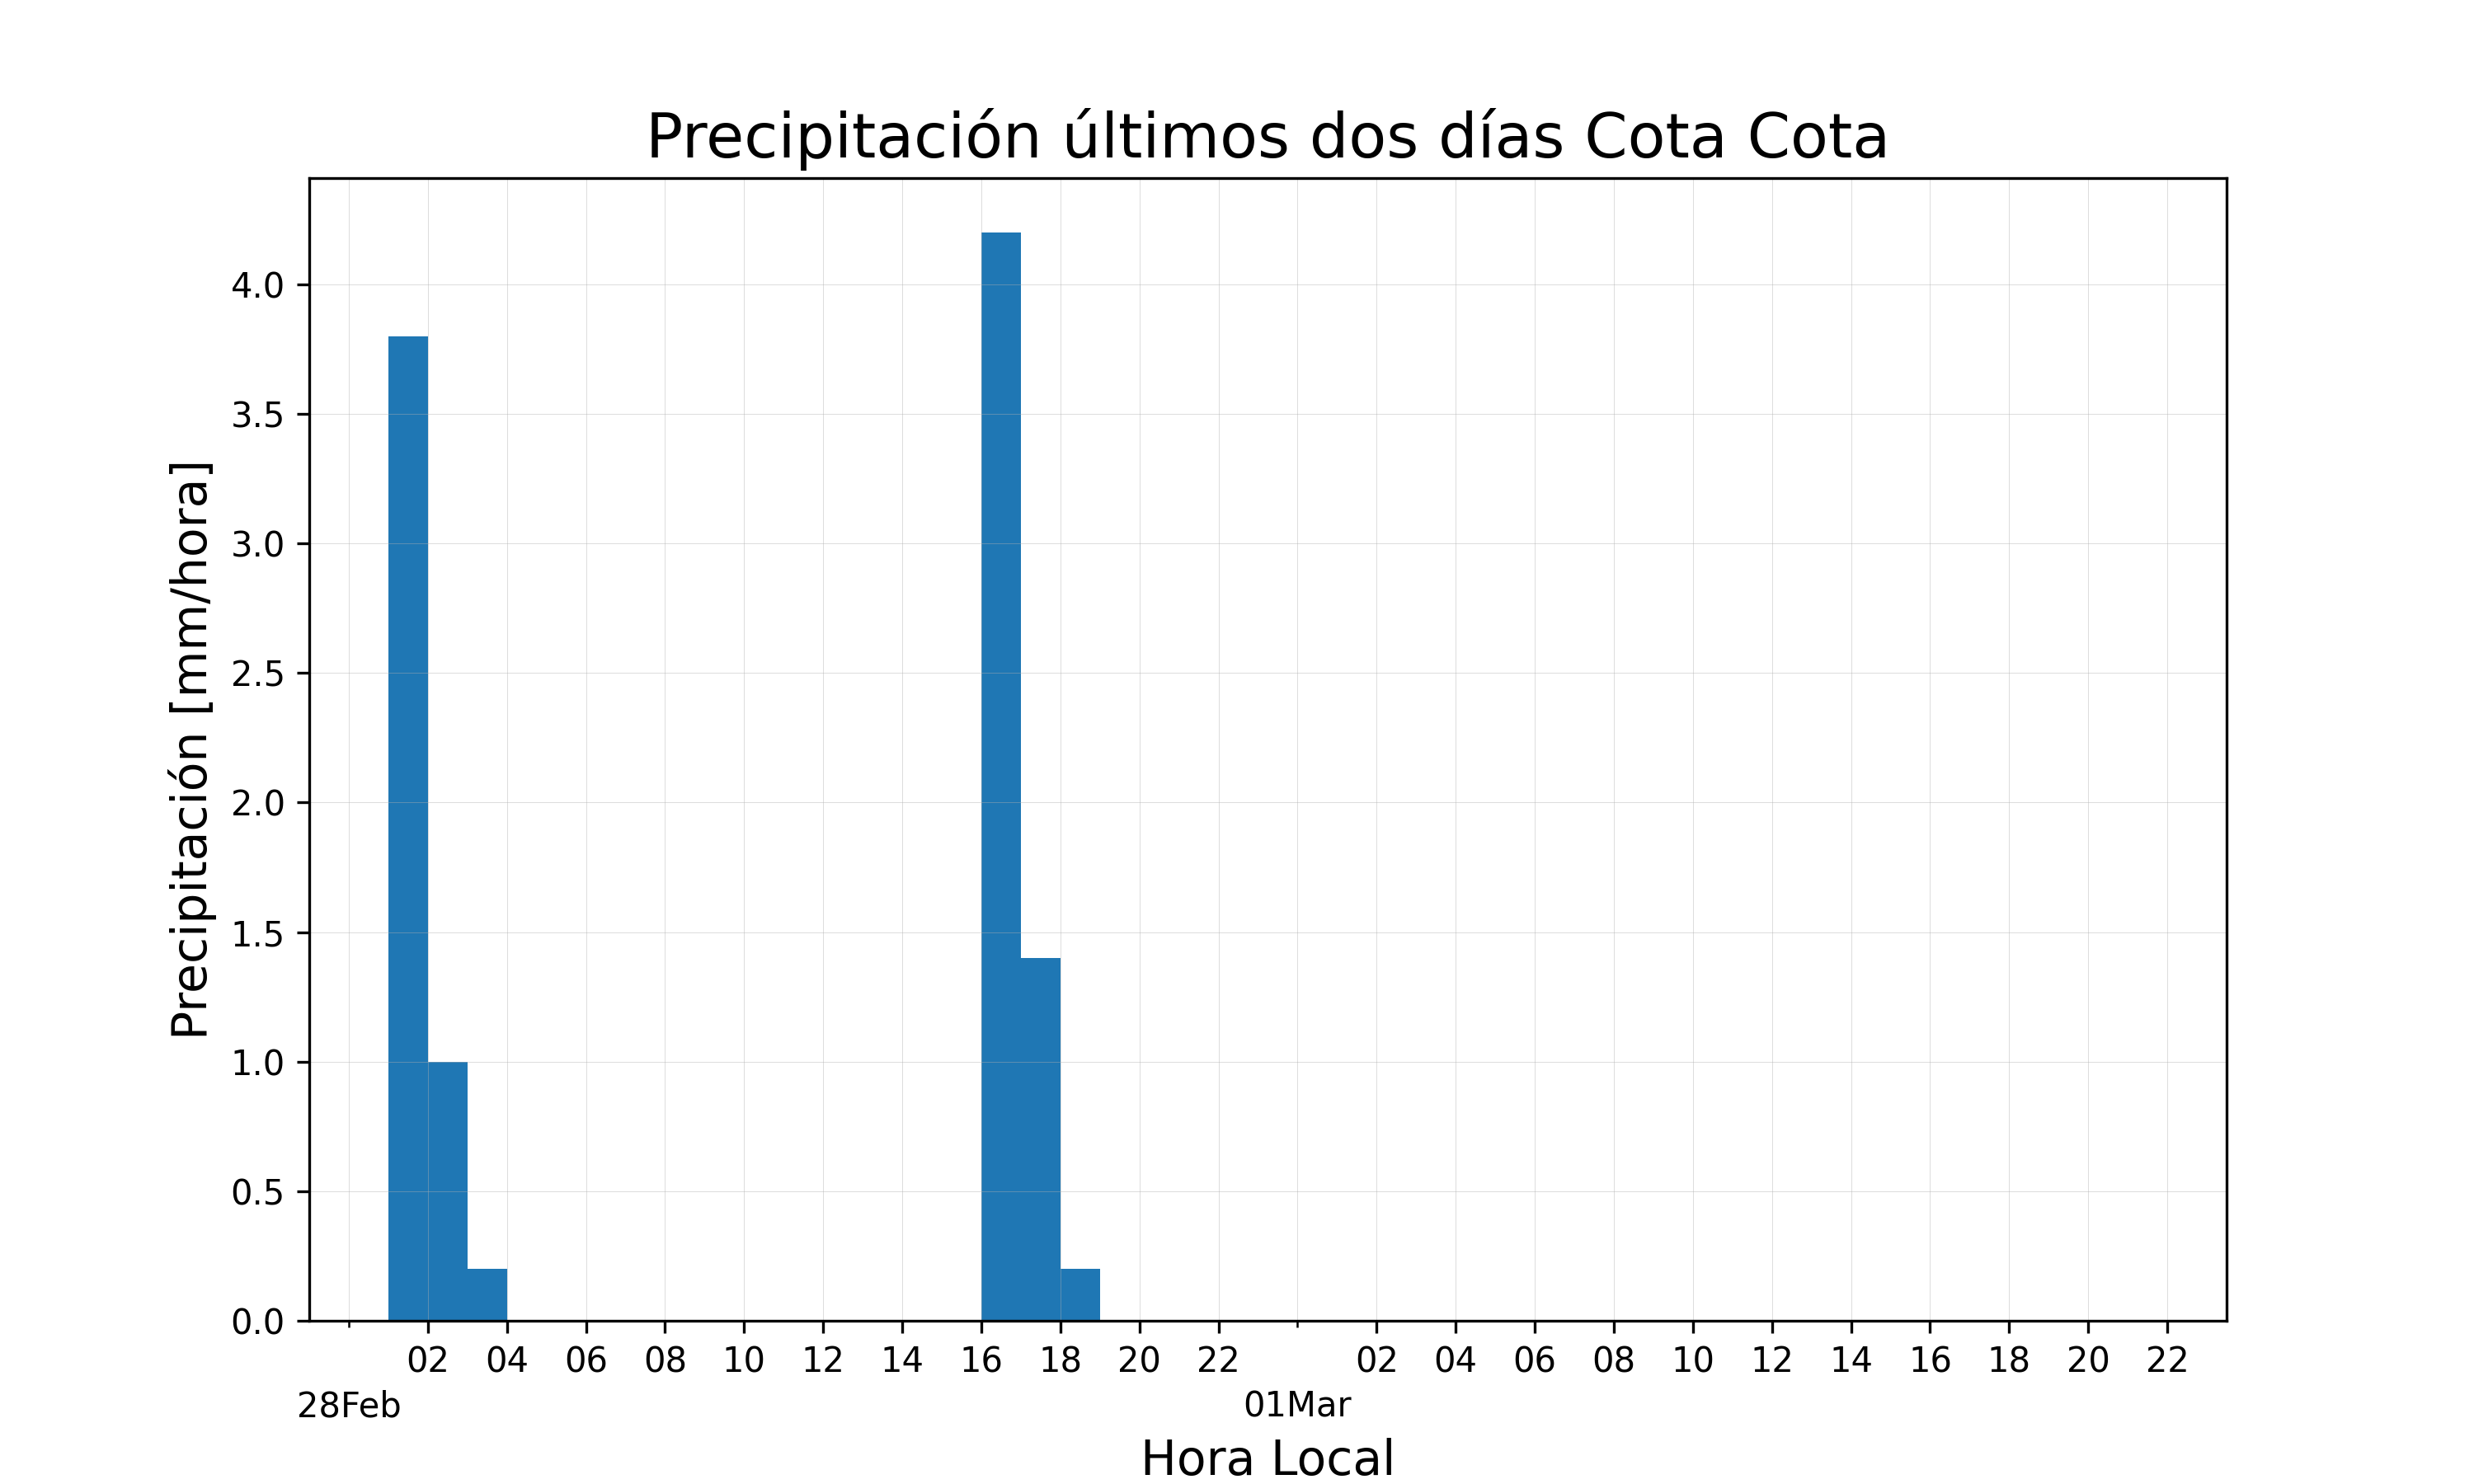 Precipitación últimos dos días Cota Cota
Precipitación [mm/hora]
4.0
3.5
3.0
2.5
2.0
1.5
1.0
0.5
0.0
02 04 06 08 10 12 14 16 18 20 22 02 04 06 08 10 12 14 16 18 20 22
28Feb 01Mar
Hora Local